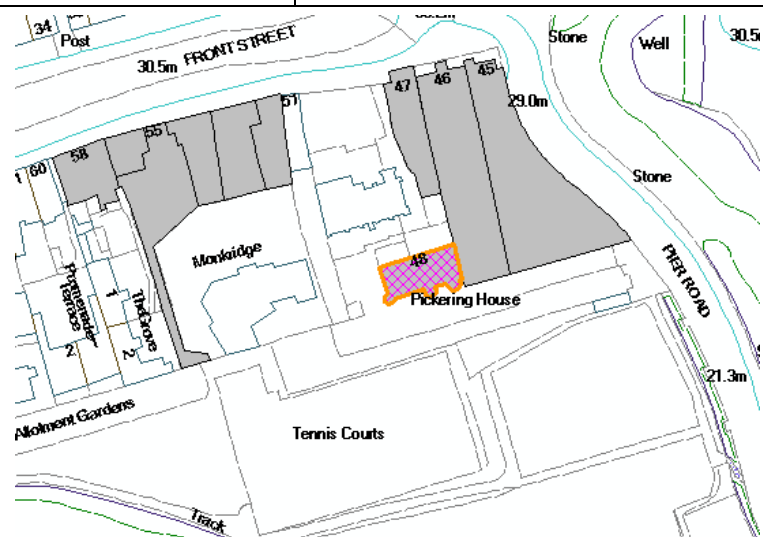 34
Post
30.5m
FRONT STREET
Stone
Well
30.5
47
46
45
29.0m
51
55
58
60
1
Stone
Monkridge
48
Pickering House
PIER ROAD
Promenade
Terrace
1
2
The Grove
2
21.3m
Allotment Gardens
Tennis Courts
Track